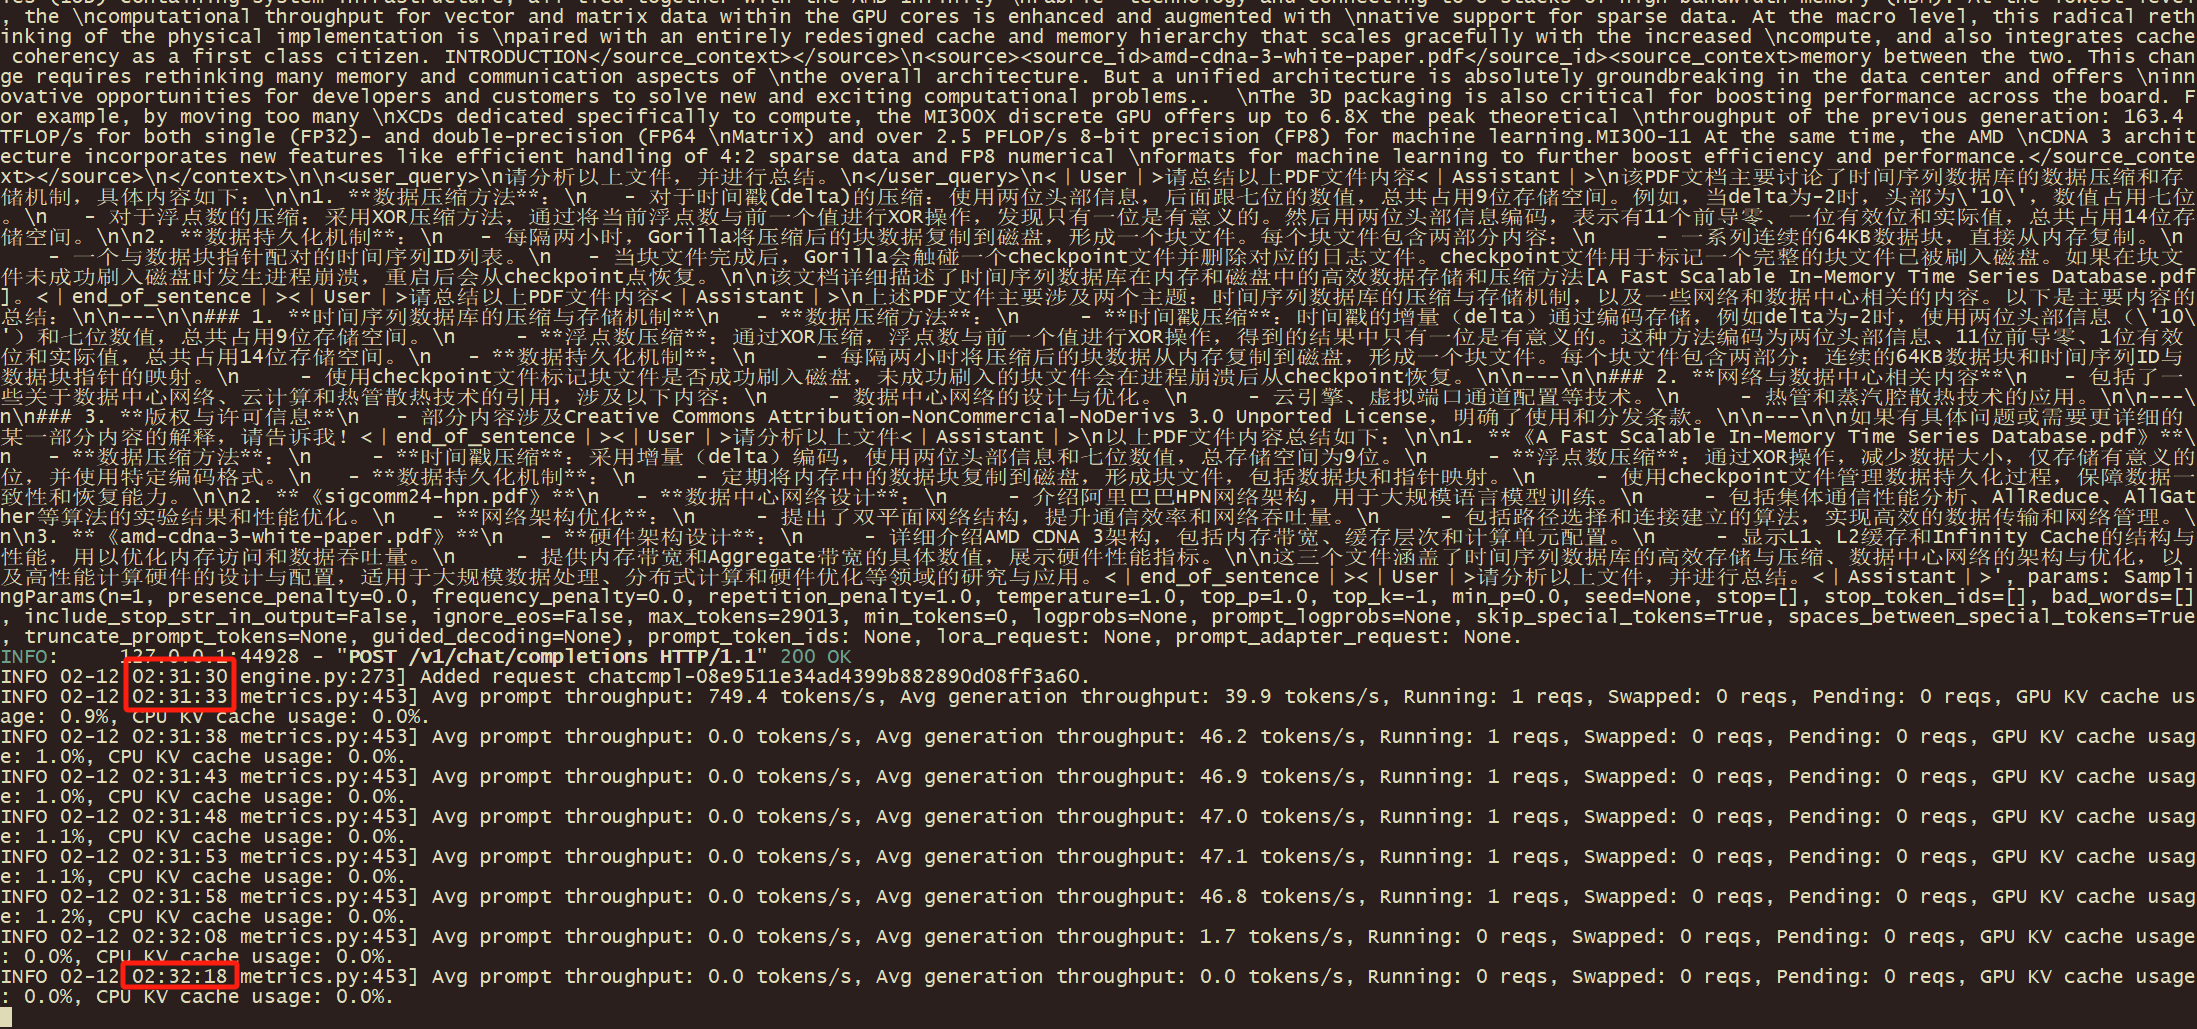 , the \ncomputational throughput for vector and matrix data within the GPU cores is enhanced and augmented with \nnative support for sparse data. At the macro level, this radical reth
inking of the physical implementation is \npaired with an entirely redesigned cache and memory hierarchy that scales gracefully with the increased \ncompute, and also integrates cache
 coherency as a first class citizen. INTRODUCTION</source_context></source>\n<source><source_id>amd-cdna-3-white-paper.pdf</source_id><source_context>memory between the two. This chan
ge requires rethinking many memory and communication aspects of \nthe overall architecture. But a unified architecture is absolutely groundbreaking in the data center and offers \ninn
ovative opportunities for developers and customers to solve new and exciting computational problems..  \nThe 3D packaging is also critical for boosting performance across the board. F
or example, by moving too many \nXCDs dedicated specifically to compute, the MI300X discrete GPU offers up to 6.8X the peak theoretical \nthroughput of the previous generation: 163.4
TFLOP/s for both single (FP32)- and double-precision (FP64 \nMatrix) and over 2.5 PFLOP/s 8-bit precision (FP8) for machine learning.MI300-11 At the same time, the AMD \nCDNA 3 archit
ecture incorporates new features like efficient handling of 4:2 sparse data and FP8 numerical \nformats for machine learning to further boost efficiency and performance.</source_conte
xt></source>\n</context>\n\n<user_query>\n请分析以上文件，并进行总结。\n</user_query>\n<｜User｜>请总结以上PDF文件内容<｜Assistant｜>\n该PDF文档主要讨论了时间序列数据库的数据压缩和存
储机制，具体内容如下：\n\n1. **数据压缩方法**：\n   - 对于时间戳(delta)的压缩：使用两位头部信息，后面跟七位的数值，总共占用9位存储空间。例如，当delta为-2时，头部为\'10\'，数值占用七位
。\n   - 对于浮点数的压缩：采用XOR压缩方法，通过将当前浮点数与前一个值进行XOR操作，发现只有一位是有意义的。然后用两位头部信息编码，表示有11个前导零、一位有效位和实际值，总共占用14位存
储空间。\n\n2. **数据持久化机制**：\n   - 每隔两小时，Gorilla将压缩后的块数据复制到磁盘，形成一个块文件。每个块文件包含两部分内容：\n     - 一系列连续的64KB数据块，直接从内存复制。\n
     - 一个与数据块指针配对的时间序列ID列表。\n   - 当块文件完成后，Gorilla会触碰一个checkpoint文件并删除对应的日志文件。checkpoint文件用于标记一个完整的块文件已被刷入磁盘。如果在块文
件未成功刷入磁盘时发生进程崩溃，重启后会从checkpoint点恢复。\n\n该文档详细描述了时间序列数据库在内存和磁盘中的高效数据存储和压缩方法[A Fast Scalable In-Memory Time Series Database.pdf
]。<｜end_of_sentence｜><｜User｜>请总结以上PDF文件内容<｜Assistant｜>\n上述PDF文件主要涉及两个主题：时间序列数据库的压缩与存储机制，以及一些网络和数据中心相关的内容。以下是主要内容的
总结：\n\n---\n\n### 1. **时间序列数据库的压缩与存储机制**\n   - **数据压缩方法**：\n     - **时间戳压缩**：时间戳的增量（delta）通过编码存储，例如delta为-2时，使用两位头部信息（\'10\
'）和七位数值，总共占用9位存储空间。\n     - **浮点数压缩**：通过XOR压缩，浮点数与前一个值进行XOR操作，得到的结果中只有一位是有意义的。这种方法编码为两位头部信息、11位前导零、1位有效
位和实际值，总共占用14位存储空间。\n   - **数据持久化机制**：\n     - 每隔两小时将压缩后的块数据从内存复制到磁盘，形成一个块文件。每个块文件包含两部分：连续的64KB数据块和时间序列ID与
数据块指针的映射。\n     - 使用checkpoint文件标记块文件是否成功刷入磁盘，未成功刷入的块文件会在进程崩溃后从checkpoint恢复。\n\n---\n\n### 2. **网络与数据中心相关内容**\n   - 包括了一
些关于数据中心网络、云计算和热管散热技术的引用，涉及以下内容：\n     - 数据中心网络的设计与优化。\n     - 云引擎、虚拟端口通道配置等技术。\n     - 热管和蒸汽腔散热技术的应用。\n\n---\
n\n### 3. **版权与许可信息**\n   - 部分内容涉及Creative Commons Attribution-NonCommercial-NoDerivs 3.0 Unported License，明确了使用和分发条款。\n\n---\n\n如果有具体问题或需要更详细的
某一部分内容的解释，请告诉我！<｜end_of_sentence｜><｜User｜>请分析以上文件<｜Assistant｜>\n以上PDF文件内容总结如下：\n\n1. **《A Fast Scalable In-Memory Time Series Database.pdf》**\
n   - **数据压缩方法**：\n     - **时间戳压缩**：采用增量（delta）编码，使用两位头部信息和七位数值，总存储空间为9位。\n     - **浮点数压缩**：通过XOR操作，减少数据大小，仅存储有意义的
位，并使用特定编码格式。\n   - **数据持久化机制**：\n     - 定期将内存中的数据块复制到磁盘，形成块文件，包括数据块和指针映射。\n     - 使用checkpoint文件管理数据持久化过程，保障数据一
致性和恢复能力。\n\n2. **《sigcomm24-hpn.pdf》**\n   - **数据中心网络设计**：\n     - 介绍阿里巴巴HPN网络架构，用于大规模语言模型训练。\n     - 包括集体通信性能分析、AllReduce、AllGat
her等算法的实验结果和性能优化。\n   - **网络架构优化**：\n     - 提出了双平面网络结构，提升通信效率和网络吞吐量。\n     - 包括路径选择和连接建立的算法，实现高效的数据传输和网络管理。\
n\n3. **《amd-cdna-3-white-paper.pdf》**\n   - **硬件架构设计**：\n     - 详细介绍AMD CDNA 3架构，包括内存带宽、缓存层次和计算单元配置。\n     - 显示L1、L2缓存和Infinity Cache的结构与
性能，用以优化内存访问和数据吞吐量。\n     - 提供内存带宽和Aggregate带宽的具体数值，展示硬件性能指标。\n\n这三个文件涵盖了时间序列数据库的高效存储与压缩、数据中心网络的架构与优化，以
及高性能计算硬件的设计与配置，适用于大规模数据处理、分布式计算和硬件优化等领域的研究与应用。<｜end_of_sentence｜><｜User｜>请分析以上文件，并进行总结。<｜Assistant｜>', params: Sampli
ngParams(n=1, presence_penalty=0.0, frequency_penalty=0.0, repetition_penalty=1.0, temperature=1.0, top_p=1.0, top_k=-1, min_p=0.0, seed=None, stop=[], stop_token_ids=[], bad_words=[]
, include_stop_str_in_output=False, ignore_eos=False, max_tokens=29013, min_tokens=0, logprobs=None, prompt_logprobs=None, skip_special_tokens=True, spaces_between_special_tokens=True
, truncate_prompt_tokens=None, guided_decoding=None), prompt_token_ids: None, lora_request: None, prompt_adapter_request: None.
INFO:     127.0.0.1:44928 - "POST /v1/chat/completions HTTP/1.1" 200 OK
INFO 02-12 02:31:30 engine.py:273] Added request chatcmpl-08e9511e34ad4399b882890d08ff3a60.
INFO 02-12 02:31:33 metrics.py:453] Avg prompt throughput: 749.4 tokens/s, Avg generation throughput: 39.9 tokens/s, Running: 1 reqs, Swapped: 0 reqs, Pending: 0 reqs, GPU KV cache us
age: 0.9%, CPU KV cache usage: 0.0%.
INFO 02-12 02:31:38 metrics.py:453] Avg prompt throughput: 0.0 tokens/s, Avg generation throughput: 46.2 tokens/s, Running: 1 reqs, Swapped: 0 reqs, Pending: 0 reqs, GPU KV cache usag
e: 1.0%, CPU KV cache usage: 0.0%.
INFO 02-12 02:31:43 metrics.py:453] Avg prompt throughput: 0.0 tokens/s, Avg generation throughput: 46.9 tokens/s, Running: 1 reqs, Swapped: 0 reqs, Pending: 0 reqs, GPU KV cache usag
e: 1.0%, CPU KV cache usage: 0.0%.
INFO 02-12 02:31:48 metrics.py:453] Avg prompt throughput: 0.0 tokens/s, Avg generation throughput: 47.0 tokens/s, Running: 1 reqs, Swapped: 0 reqs, Pending: 0 reqs, GPU KV cache usag
e: 1.1%, CPU KV cache usage: 0.0%.
INFO 02-12 02:31:53 metrics.py:453] Avg prompt throughput: 0.0 tokens/s, Avg generation throughput: 47.1 tokens/s, Running: 1 reqs, Swapped: 0 reqs, Pending: 0 reqs, GPU KV cache usag
e: 1.1%, CPU KV cache usage: 0.0%.
INFO 02-12 02:31:58 metrics.py:453] Avg prompt throughput: 0.0 tokens/s, Avg generation throughput: 46.8 tokens/s, Running: 1 reqs, Swapped: 0 reqs, Pending: 0 reqs, GPU KV cache usag
e: 1.2%, CPU KV cache usage: 0.0%.
INFO 02-12 02:32:08 metrics.py:453] Avg prompt throughput: 0.0 tokens/s, Avg generation throughput: 1.7 tokens/s, Running: 0 reqs, Swapped: 0 reqs, Pending: 0 reqs, GPU KV cache usage
: 0.0%, CPU KV cache usage: 0.0%.
INFO 02-12 02:32:18 metrics.py:453] Avg prompt throughput: 0.0 tokens/s, Avg generation throughput: 0.0 tokens/s, Running: 0 reqs, Swapped: 0 reqs, Pending: 0 reqs, GPU KV cache usage
: 0.0%, CPU KV cache usage: 0.0%.